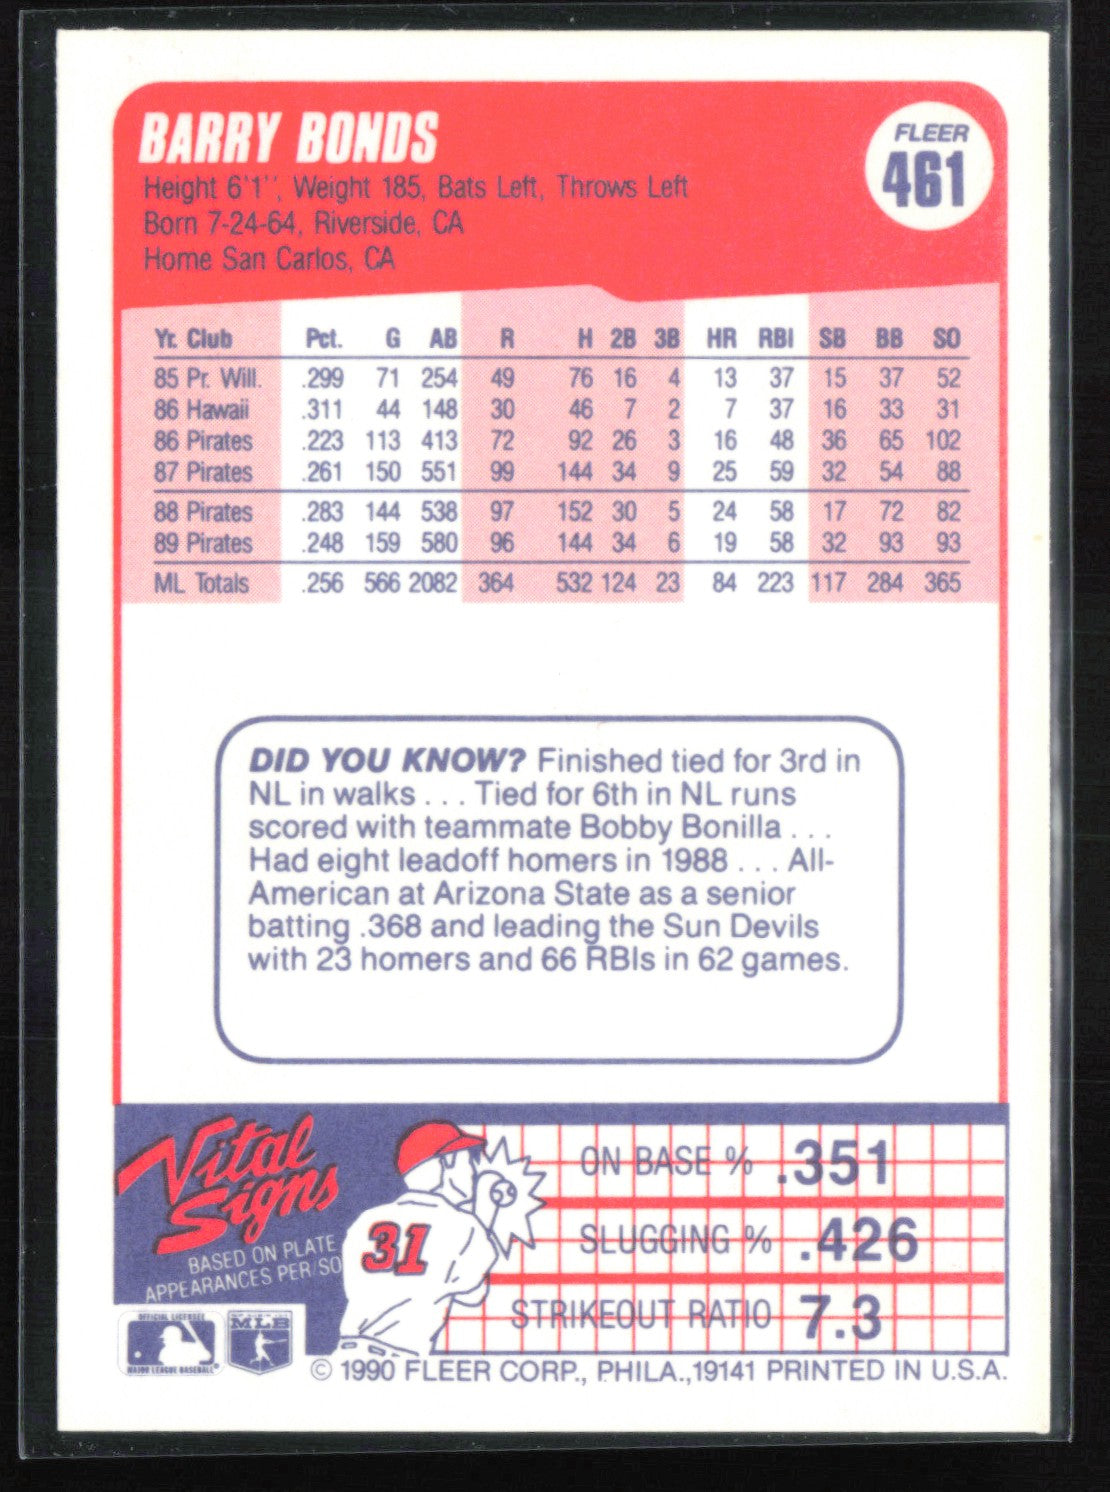 BARRY BONDS
FLEER
461
Height 6'1'', Weight 185, Bats Left, Throws Left
Born 7-24-64, Riverside, CA
Home San Carlos, CA
Yr. Club Pct. G AB R H 2B 3B HR RBI SB BB SO
85 Pr. Will. .299 71 254 49 76 16 4 13 37 15 37 52
86 Hawaii .311 44 148 30 46 7 2 7 37 16 33 31
86 Pirates .223 113 413 72 92 26 3 16 48 36 65 102
87 Pirates .261 150 551 99 144 34 9 25 59 32 54 88
88 Pirates .283 144 538 97 152 30 5 24 58 17 72 82
89 Pirates .248 159 580 96 144 34 6 19 58 32 93 93
ML Totals .256 566 2082 364 532 124 23 84 223 117 284 365
DID YOU KNOW? Finished tied for 3rd in
NL in walks . . . Tied for 6th in NL runs
scored with teammate Bobby Bonilla . . .
Had eight leadoff homers in 1988 . . . All-
American at Arizona State as a senior
batting .368 and leading the Sun Devils
with 23 homers and 66 RBIs in 62 games.
Vital
Signs
BASED ON PLATE
APPEARANCES PER/SO
31
ON BASE % .351
SLUGGING % .426
STRIKEOUT RATIO 7.3
OFFICIAL LICENSEE
MAJOR LEAGUE BASEBALL
MLB
© 1990 FLEER CORP., PHILA.,19141 PRINTED IN U.S.A.